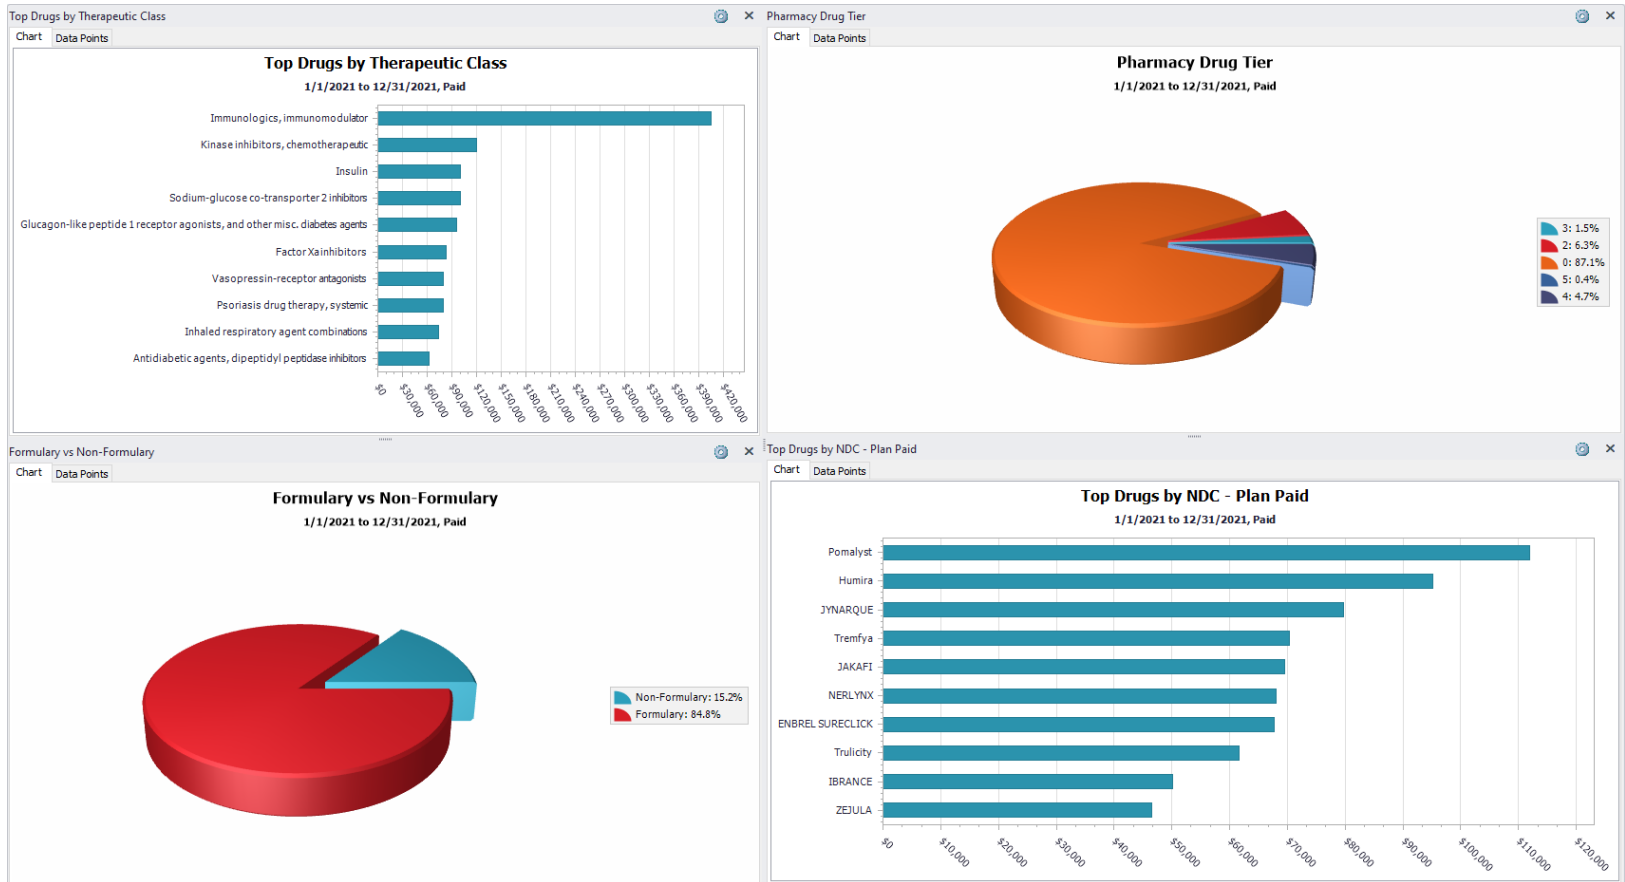 Top Drugs by Therapeutic Class
Chart
Data Points
Top Drugs by Therapeutic Class
1/1/2021 to 12/31/2021, Paid
Immunologics, immunomodulator
Kinase inhibitors, chemotherapeutic
Insulin
Sodium-glucose co-transporter 2 inhibitors
Glucagon-like peptide 1 receptor agonists, and other misc. diabetes agents
Factor Xa inhibitors
Vasopressin-receptor antagonists
Psoriasis drug therapy, systemic
Inhaled respiratory agent combinations
Antidiabetic agents, dipeptidyl peptidase inhibitors
$0
$30,000
$60,000
$90,000
$120,000
$150,000
$180,000
$210,000
$240,000
$270,000
$300,000
$330,000
$360,000
$390,000
$420,000
Pharmacy Drug Tier
Chart
Data Points
Pharmacy Drug Tier
1/1/2021 to 12/31/2021, Paid
3: 1.5%
2: 6.3%
0: 87.1%
5: 0.4%
4: 4.7%
Formulary vs Non-Formulary
Chart
Data Points
Formulary vs Non-Formulary
1/1/2021 to 12/31/2021, Paid
Non-Formulary: 15.2%
Formulary: 84.8%
Top Drugs by NDC - Plan Paid
Chart
Data Points
Top Drugs by NDC - Plan Paid
1/1/2021 to 12/31/2021, Paid
Pomalyst
Humira
JYNARQUE
Tremfya
JAKAFI
NERLYNX
ENBREL SURECLICK
Trulicity
IBRANCE
ZEJULA
$0
$10,000
$20,000
$30,000
$40,000
$50,000
$60,000
$70,000
$80,000
$90,000
$100,000
$110,000
$120,000